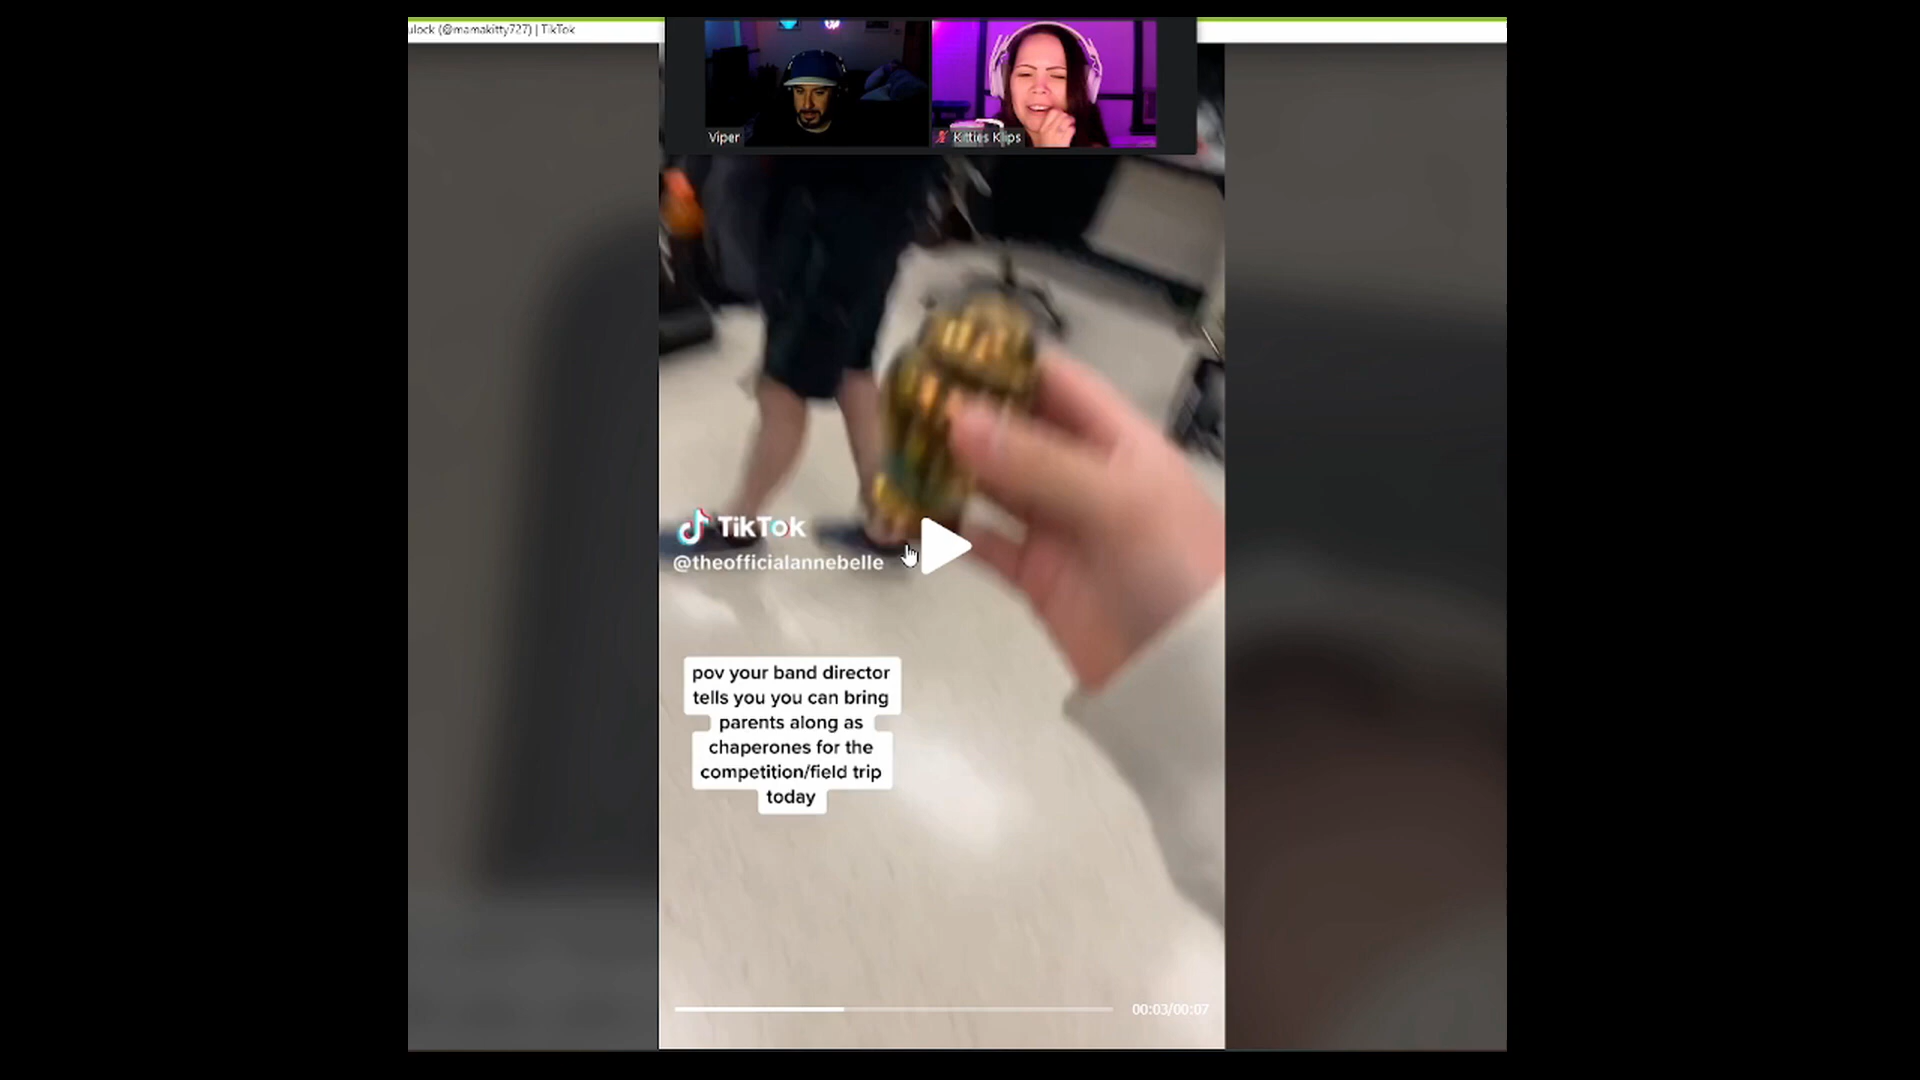 ulock (@mamakitty727) | TikTok
Viper
Kitties Klips
TikTok
@theofficialannebelle
pov your band director
tells you you can bring
parents along as
chaperones for the
competition/field trip
today
00:03/00:07